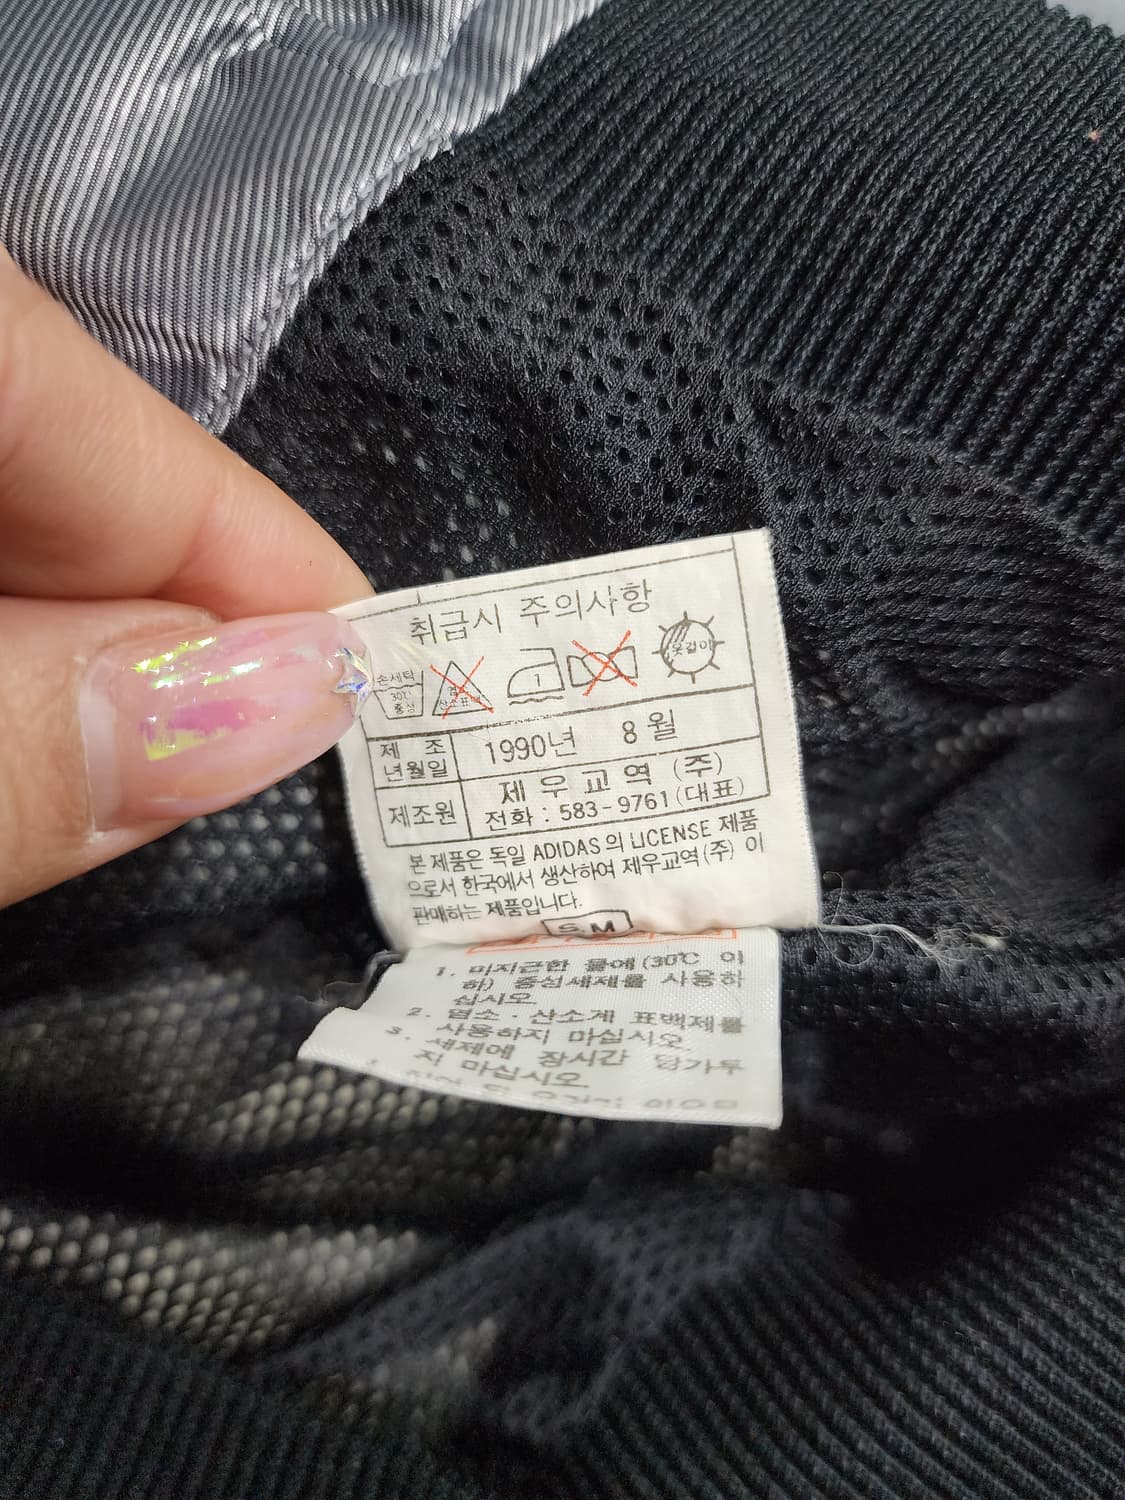 취급시 주의사항
손세탁
30℃
중성
염소
산소표백
1
옷걸이
제 조
년월일
1990년 8월
제조원
제우교역 (주)
전화 : 583-9761 (대표)
본 제품은 독일 ADIDAS 의 LICENSE 제품
으로서 한국에서 생산하여 제우교역(주) 이
판매하는 제품입니다.
S M
1. 미지근한 물에 (30℃ 이
하) 중심세제를 사용하
십시오
2. 염소 · 산소계 표백제를
사용하지 마십시오
3. 세제에 장시간 담가두
지 마십시오